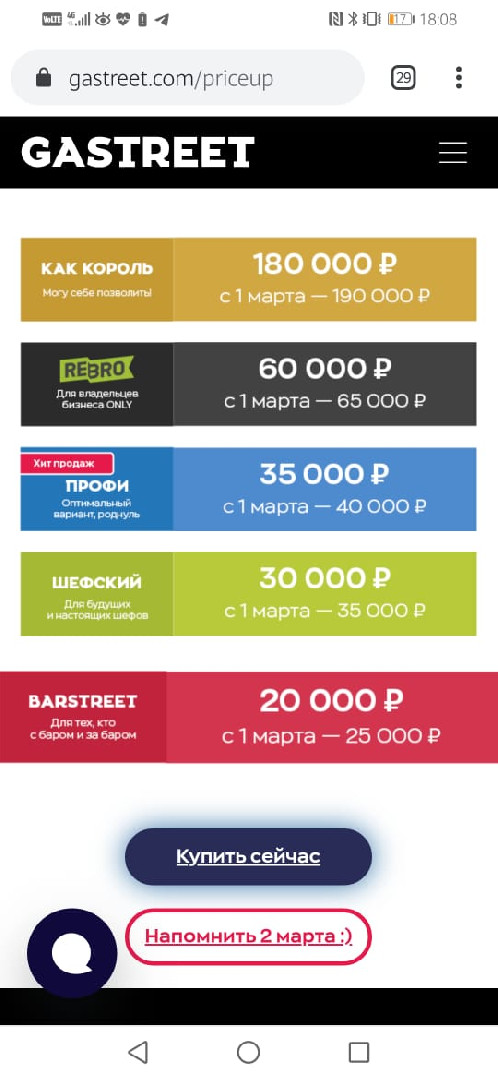 VoLTE 4G 17 18:08
gastreet.com/priceup 29
GASTREET
КАК КОРОЛЬ
Могу себе позволить!
180 000 ₽
с 1 марта — 190 000 ₽
REBRO
Для владельцев
бизнеса ONLY
60 000 ₽
с 1 марта — 65 000 ₽
Хит продаж
ПРОФИ
Оптимальный
вариант, роднуль
35 000 ₽
с 1 марта — 40 000 ₽
ШЕФСКИЙ
Для будущих
и настоящих шефов
30 000 ₽
с 1 марта — 35 000 ₽
BARSTREET
Для тех, кто
с баром и за баром
20 000 ₽
с 1 марта — 25 000 ₽
Купить сейчас
Напомнить 2 марта :)